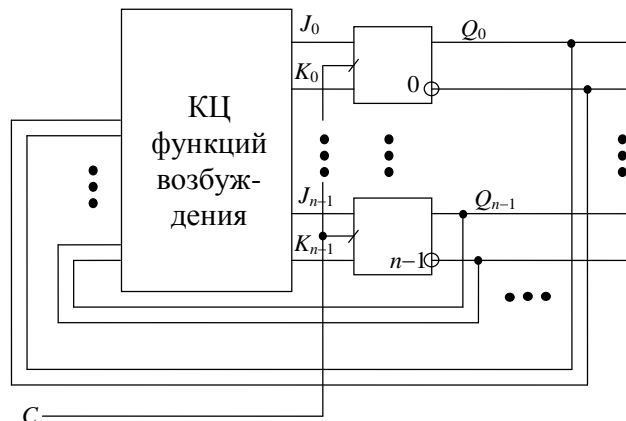 J₀
Q₀
K₀
0
КЦ
функций
возбуж-
дения
Jₙ₋₁
Qₙ₋₁
Kₙ₋₁
n–1
C